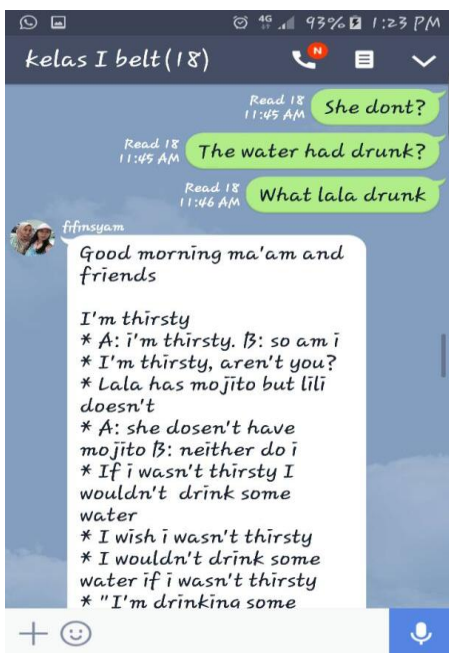 4G 93% 1:23 PM
kelas I belt(18)
N
Read 18
11:45 AM
She dont?
Read 18
11:45 AM
The water had drunk?
Read 18
11:46 AM
What lala drunk
fifinsyam
Good morning ma'am and
friends
I'm thirsty
* A: i'm thirsty. B: so am i
* I'm thirsty, aren't you?
* Lala has mojito but lili
doesn't
* A: she dosen't have
mojito B: neither do i
* If i wasn't thirsty I
wouldn't drink some
water
* I wish i wasn't thirsty
* I wouldn't drink some
water if i wasn't thirsty
* "I'm drinking some